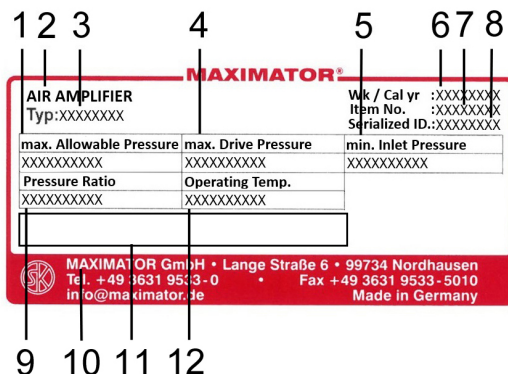 1 2 3 4 5 6 7 8
MAXIMATOR®
AIR AMPLIFIER
Typ:XXXXXXXX
Wk / Cal yr :XXXXXXXX
Item No. :XXXXXXXX
Serialized ID.:XXXXXXXX
max. Allowable Pressure max. Drive Pressure min. Inlet Pressure
XXXXXXXXXX XXXXXXXXXX XXXXXXXXXX
Pressure Ratio Operating Temp.
XXXXXXXXXX XXXXXXXXXX
SK
MAXIMATOR GmbH • Lange Straße 6 • 99734 Nordhausen
Tel. +49 3631 9533-0 • Fax +49 3631 9533-5010
info@maximator.de Made in Germany
9 10 11 12